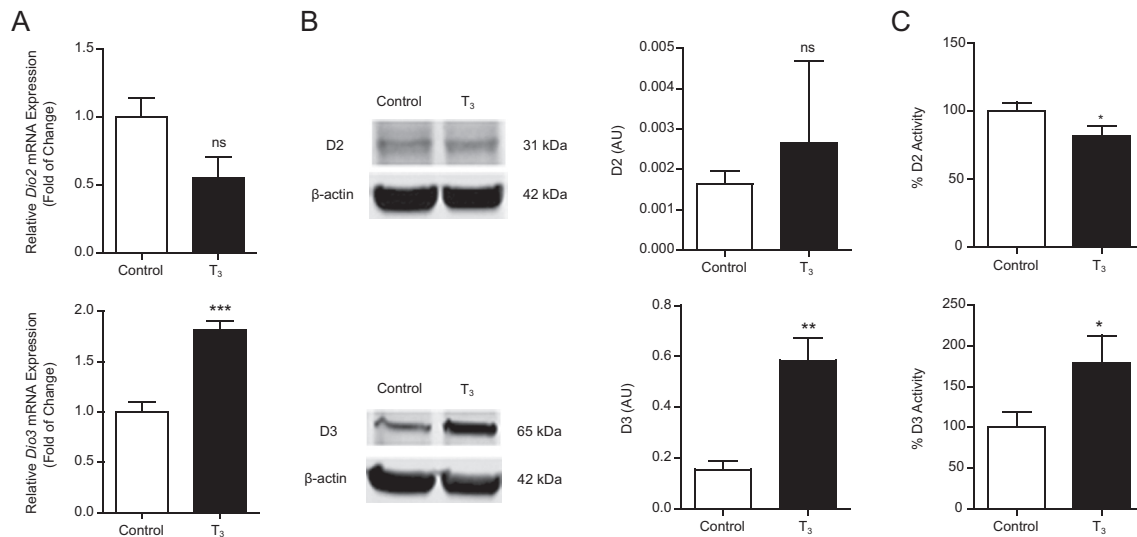 A
B
C
Relative Dio2 mRNA Expression
(Fold of Change)
1.5
1.0
0.5
0.0
ns
Control
T3
Control
T3
D2
31 kDa
β-actin
42 kDa
D2 (AU)
0.005
0.004
0.003
0.002
0.001
0.000
ns
Control
T3
% D2 Activity
150
100
50
0
*
Control
T3
Relative Dio3 mRNA Expression
(Fold of Change)
2.0
1.5
1.0
0.5
0.0
***
Control
T3
Control
T3
D3
65 kDa
β-actin
42 kDa
D3 (AU)
0.8
0.6
0.4
0.2
0.0
**
Control
T3
% D3 Activity
250
200
150
100
50
0
*
Control
T3